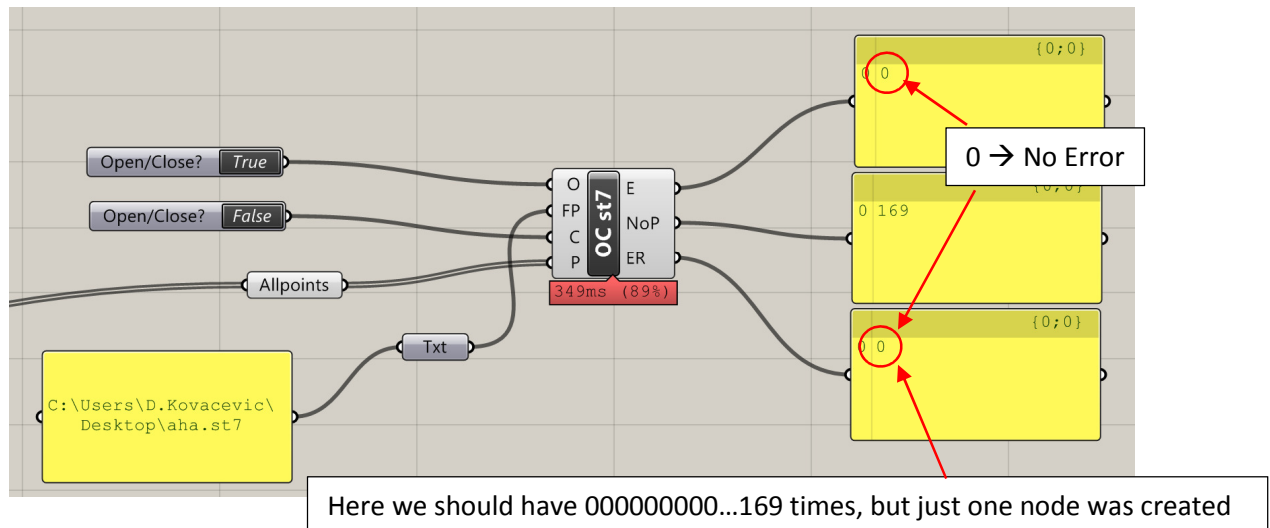 {0;0}
0 0
0 → No Error
Open/Close? True
Open/Close? False
O
FP
C
P
OC st7
E
NoP
ER
349ms (89%)
{0;0}
0 169
Allpoints
{0;0}
0 0
Txt
C:\Users\D.Kovacevic\
Desktop\aha.st7
Here we should have 000000000...169 times, but just one node was created